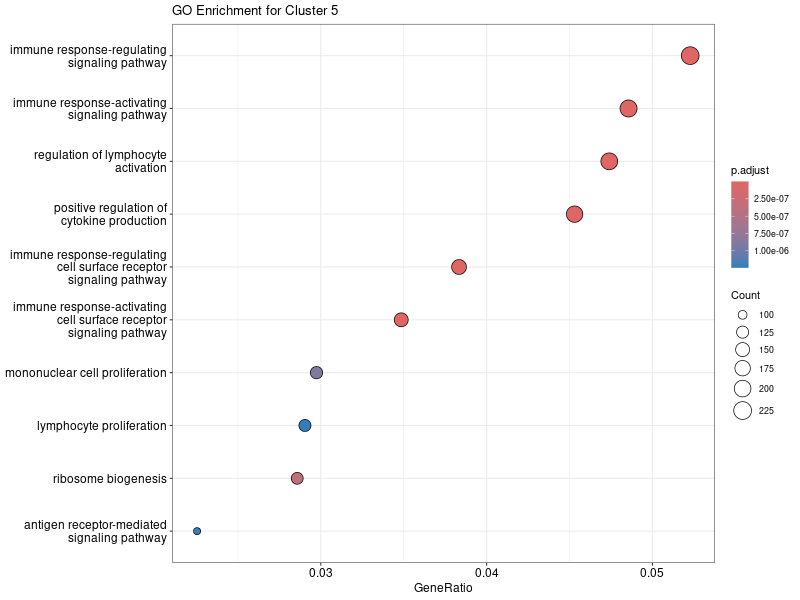 GO Enrichment for Cluster 5
immune response-regulating
signaling pathway
immune response-activating
signaling pathway
regulation of lymphocyte
activation
positive regulation of
cytokine production
immune response-regulating
cell surface receptor
signaling pathway
immune response-activating
cell surface receptor
signaling pathway
mononuclear cell proliferation
lymphocyte proliferation
ribosome biogenesis
antigen receptor-mediated
signaling pathway
0.03
0.04
0.05
GeneRatio
p.adjust
2.50e-07
5.00e-07
7.50e-07
1.00e-06
Count
100
125
150
175
200
225